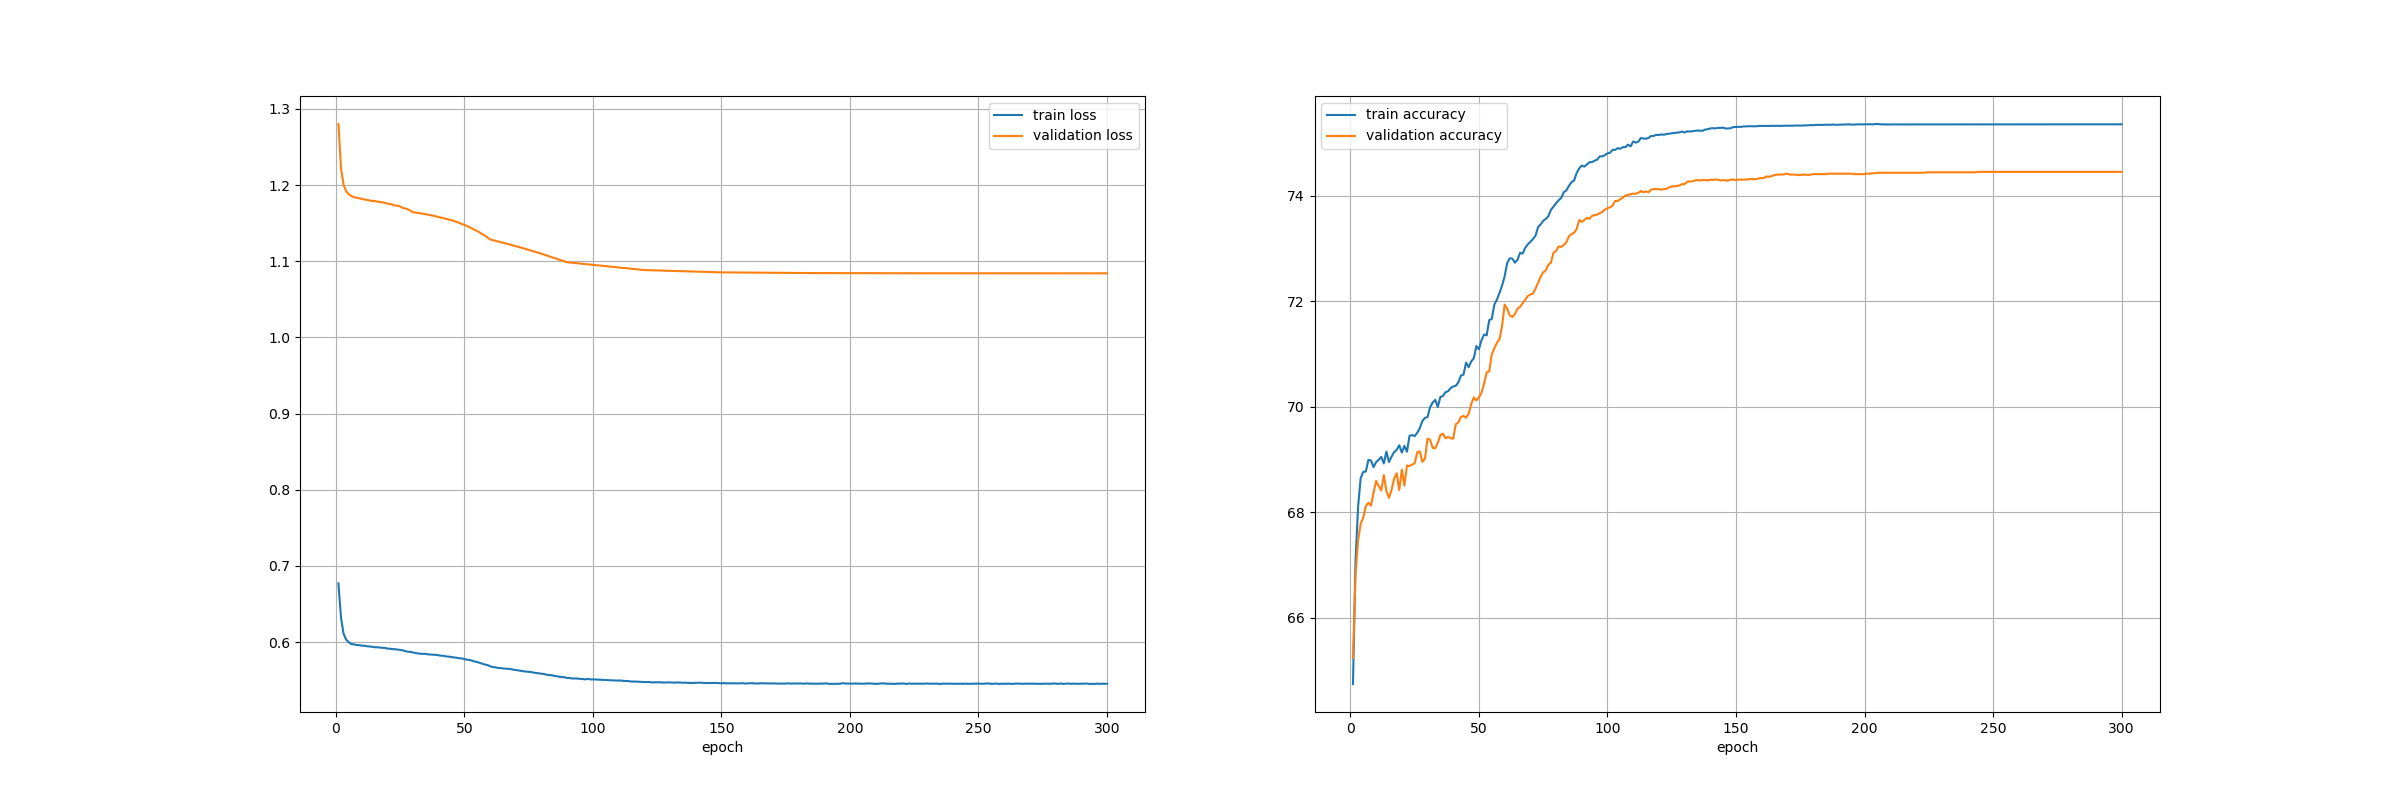 1.3
1.2
1.1
1.0
0.9
0.8
0.7
0.6
0 50 100 150 200 250 300
epoch
train loss
validation loss
74
72
70
68
66
0 50 100 150 200 250 300
epoch
train accuracy
validation accuracy